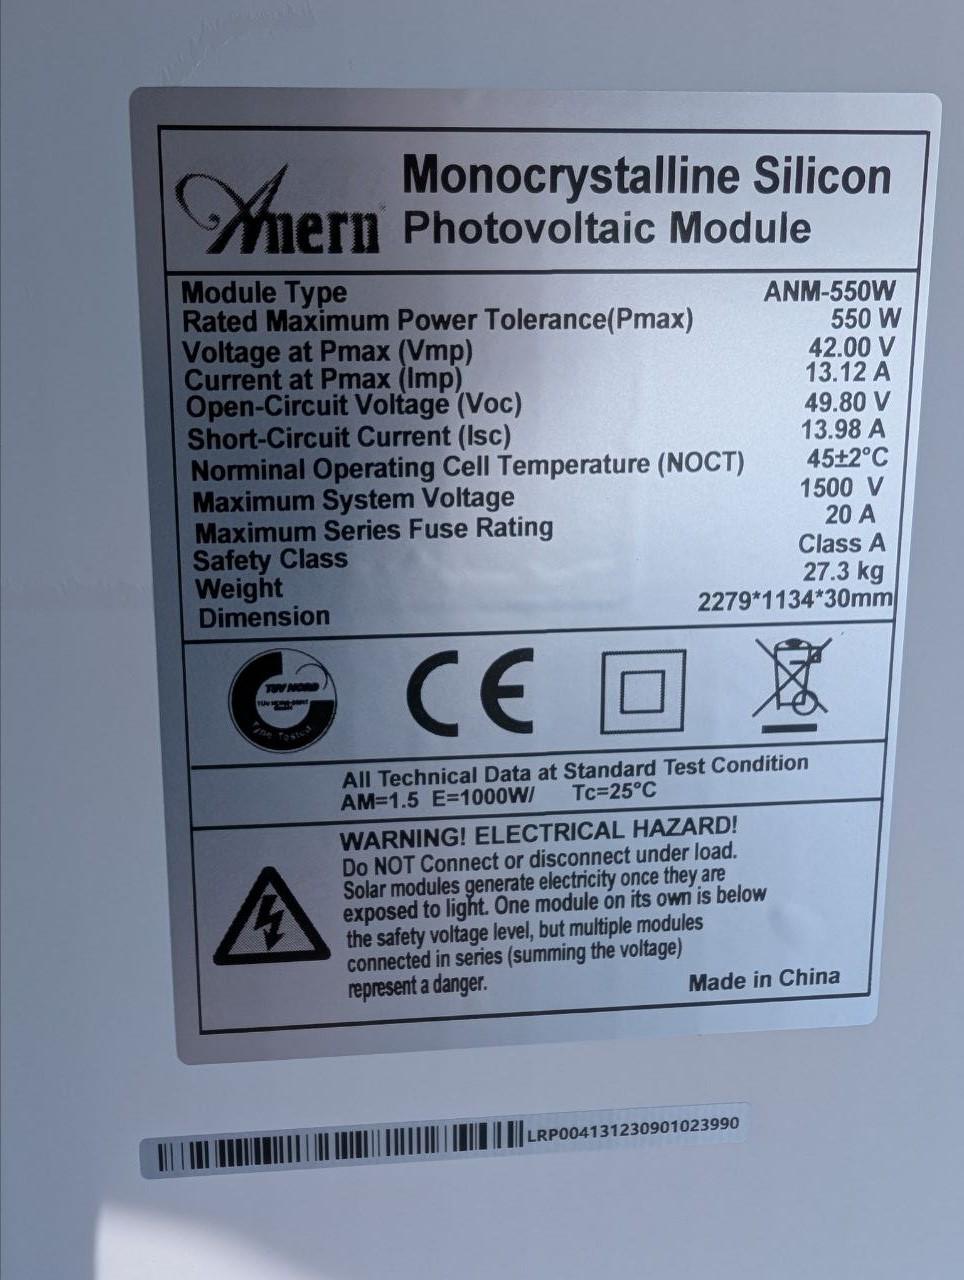 Anern
Monocrystalline Silicon
Photovoltaic Module
Module Type ANM-550W
Rated Maximum Power Tolerance(Pmax) 550 W
Voltage at Pmax (Vmp) 42.00 V
Current at Pmax (Imp) 13.12 A
Open-Circuit Voltage (Voc) 49.80 V
Short-Circuit Current (Isc) 13.98 A
Norminal Operating Cell Temperature (NOCT) 45±2°C
Maximum System Voltage 1500 V
Maximum Series Fuse Rating 20 A
Safety Class Class A
Weight 27.3 kg
Dimension 2279*1134*30mm
TUV NORD
Type Tested
CE
All Technical Data at Standard Test Condition
AM=1.5 E=1000W/ Tc=25°C
WARNING! ELECTRICAL HAZARD!
Do NOT Connect or disconnect under load.
Solar modules generate electricity once they are
exposed to light. One module on its own is below
the safety voltage level, but multiple modules
connected in series (summing the voltage)
represent a danger.
Made in China
LRP004131230901023990